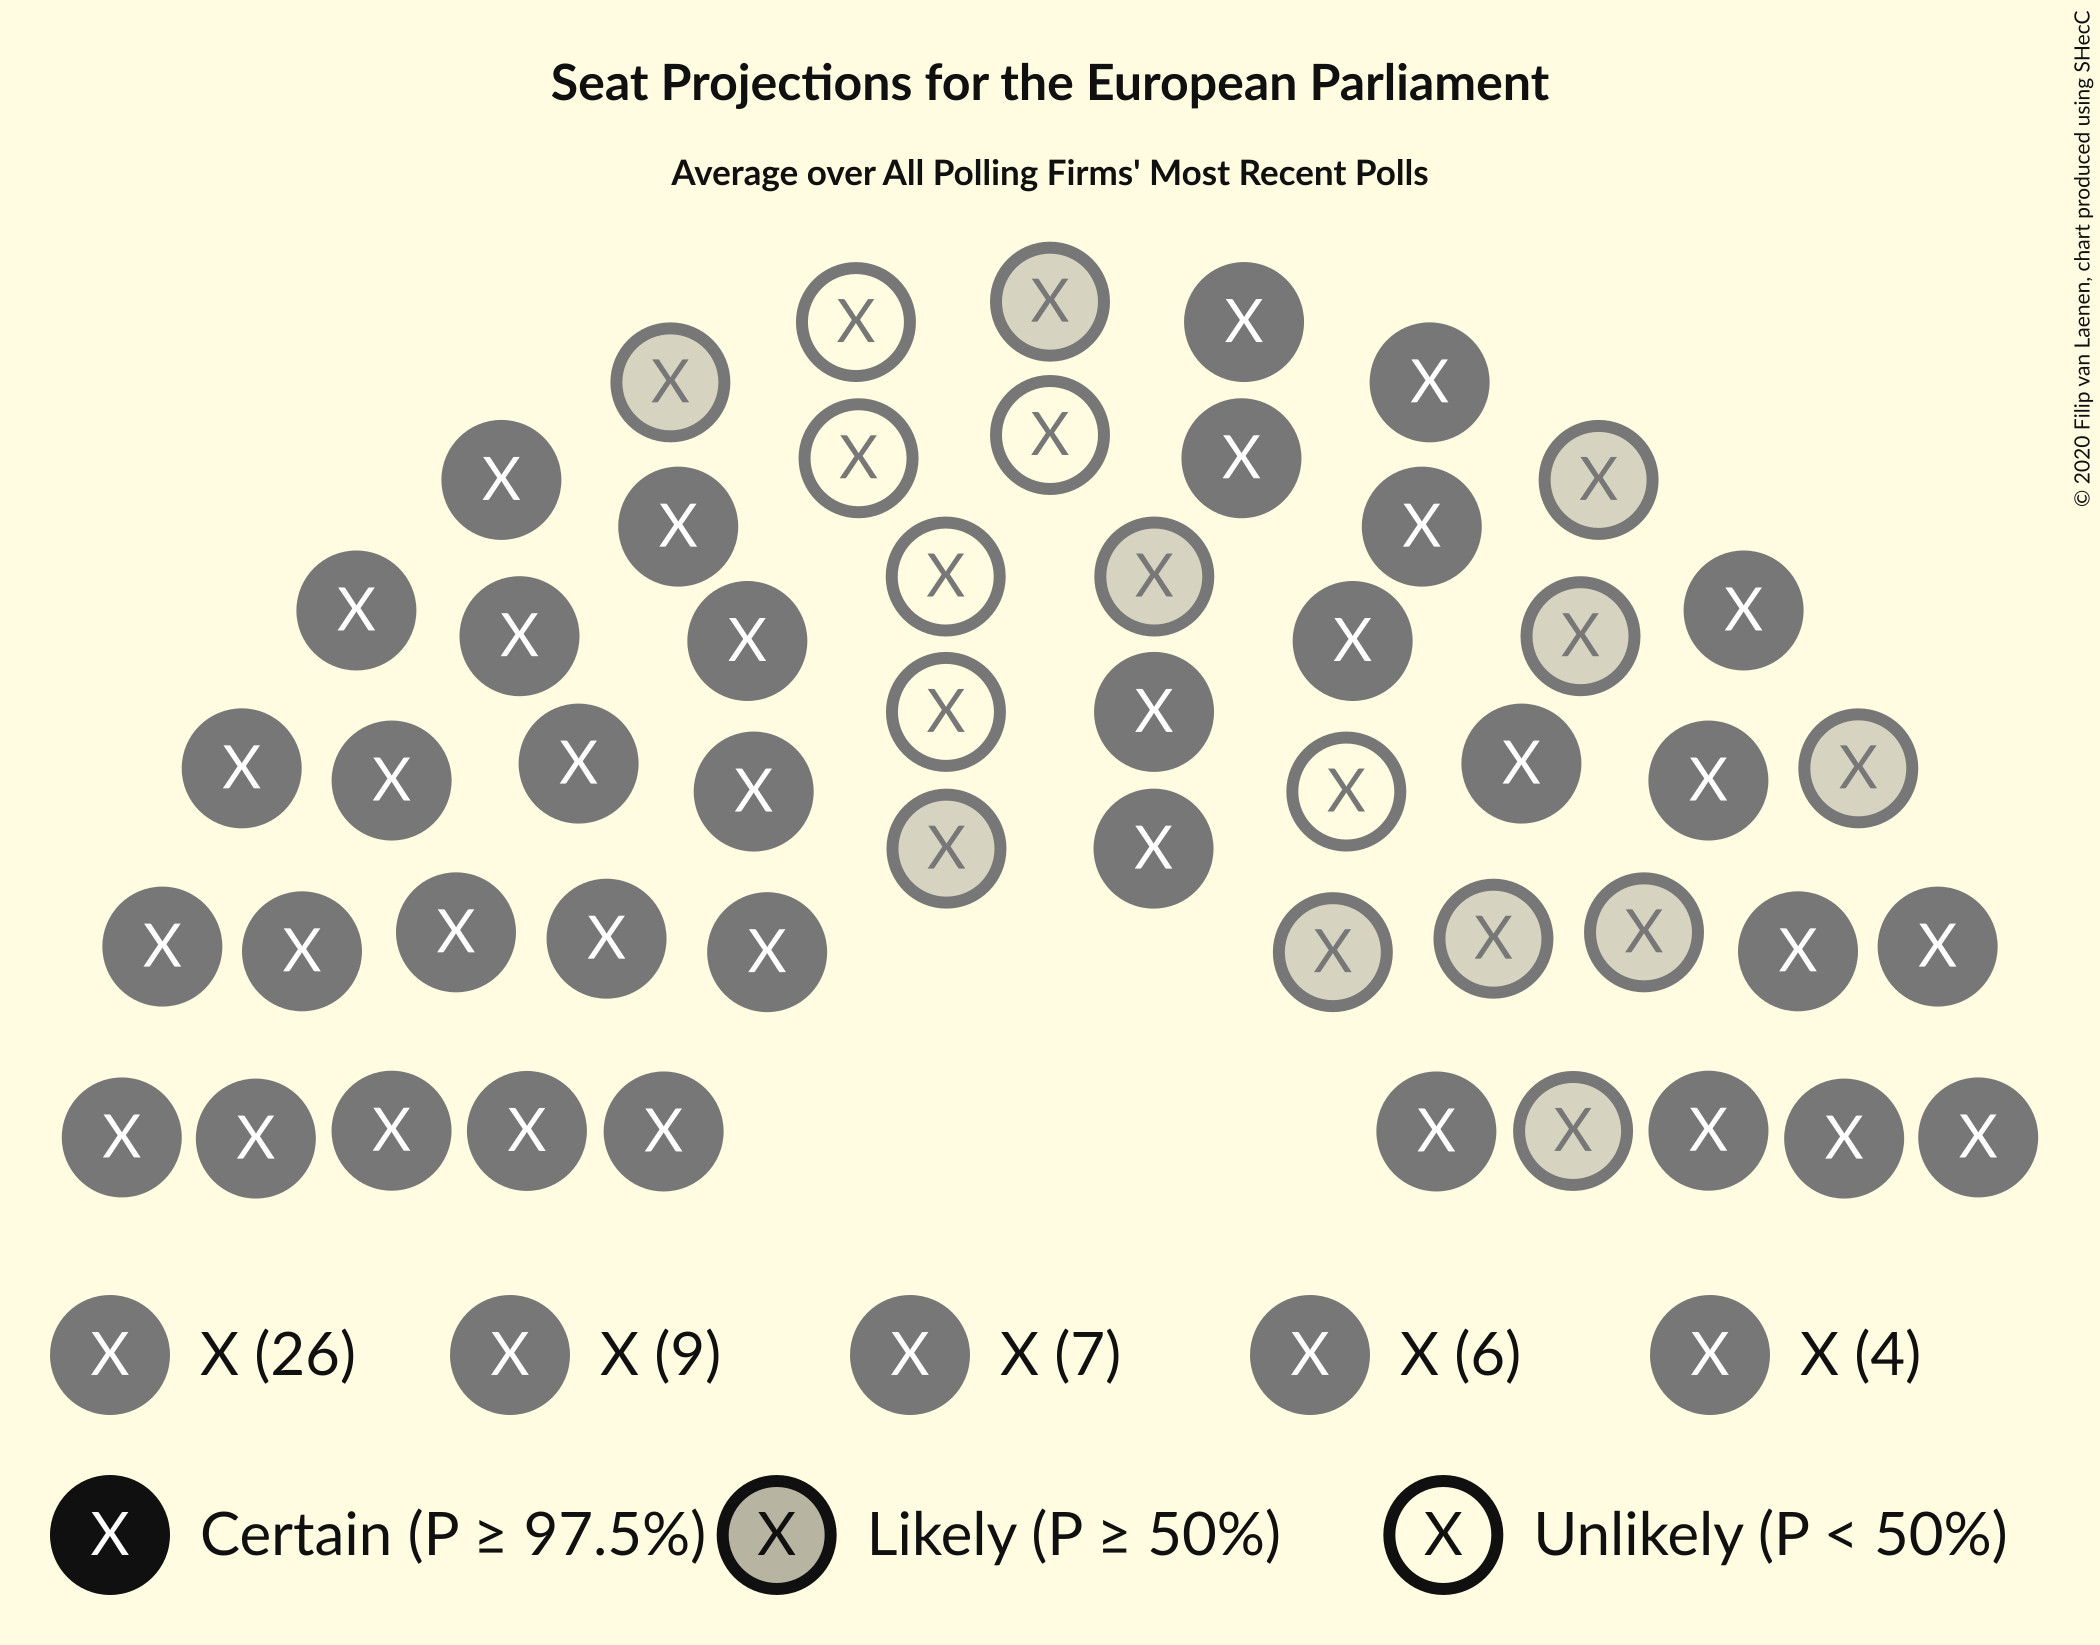 Seat Projections for the European Parliament
Average over All Polling Firms' Most Recent Polls
© 2020 Filip van Laenen, chart produced using SHecC
X X X X X
X X
X X X X
X X X
X X
X X X X
X X X
X X X X
X X X X
X X X X
X X
X X X X
X X X X X
X X X X X X X X X X
X X (26) X X (9) X X (7) X X (6) X X (4)
X Certain (P ≥ 97.5%) X Likely (P ≥ 50%) X Unlikely (P < 50%)